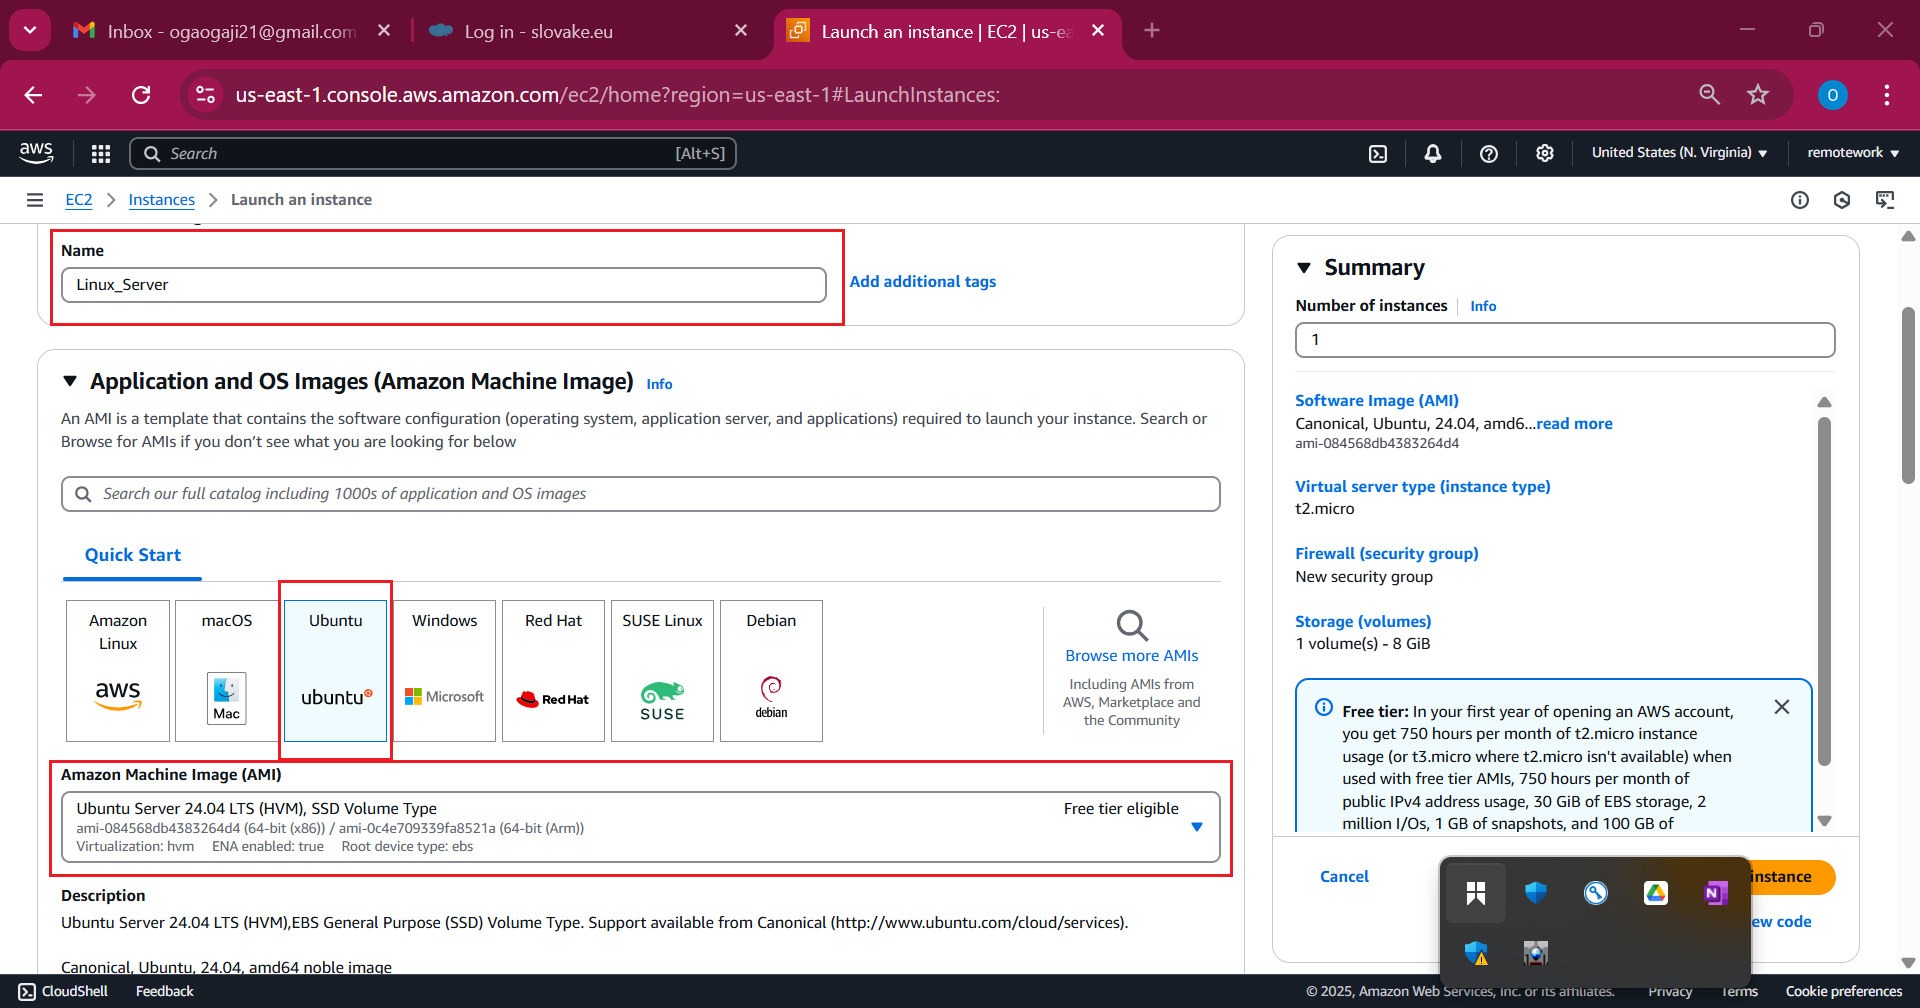 Inbox - ogaogaji21@gmail.com
Log in - slovake.eu
Launch an instance | EC2 | us-ea
us-east-1.console.aws.amazon.com/ec2/home?region=us-east-1#LaunchInstances:
O
aws
Search
[Alt+S]
United States (N. Virginia)
remotework
EC2
Instances
Launch an instance
Name
Linux_Server
Add additional tags
Application and OS Images (Amazon Machine Image) Info
An AMI is a template that contains the software configuration (operating system, application server, and applications) required to launch your instance. Search or
Browse for AMIs if you don’t see what you are looking for below
Search our full catalog including 1000s of application and OS images
Quick Start
Amazon
Linux
aws
macOS
Mac
Ubuntu
ubuntu
Windows
Microsoft
Red Hat
Red Hat
SUSE Linux
SUSE
Debian
debian
Browse more AMIs
Including AMIs from
AWS, Marketplace and
the Community
Amazon Machine Image (AMI)
Ubuntu Server 24.04 LTS (HVM), SSD Volume Type
Free tier eligible
ami-084568db4383264d4 (64-bit (x86)) / ami-0c4e709339fa8521a (64-bit (Arm))
Virtualization: hvm ENA enabled: true Root device type: ebs
Description
Ubuntu Server 24.04 LTS (HVM),EBS General Purpose (SSD) Volume Type. Support available from Canonical (http://www.ubuntu.com/cloud/services).
Canonical, Ubuntu, 24.04, amd64 noble image
Summary
Number of instances Info
1
Software Image (AMI)
Canonical, Ubuntu, 24.04, amd6...read more
ami-084568db4383264d4
Virtual server type (instance type)
t2.micro
Firewall (security group)
New security group
Storage (volumes)
1 volume(s) - 8 GiB
Free tier: In your first year of opening an AWS account,
you get 750 hours per month of t2.micro instance
usage (or t3.micro where t2.micro isn't available) when
used with free tier AMIs, 750 hours per month of
public IPv4 address usage, 30 GiB of EBS storage, 2
million I/Os, 1 GB of snapshots, and 100 GB of
Cancel
instance
ew code
N
CloudShell
Feedback
© 2025, Amazon Web Services, Inc. or its affiliates.
Privacy
Terms
Cookie preferences